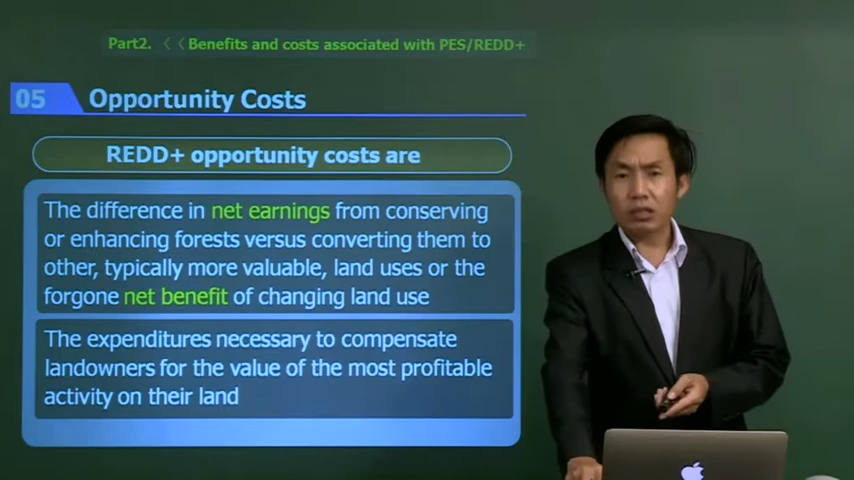 Part2. 〈〈 Benefits and costs associated with PES/REDD+
05 Opportunity Costs
REDD+ opportunity costs are
The difference in net earnings from conserving
or enhancing forests versus converting them to
other, typically more valuable, land uses or the
forgone net benefit of changing land use
The expenditures necessary to compensate
landowners for the value of the most profitable
activity on their land